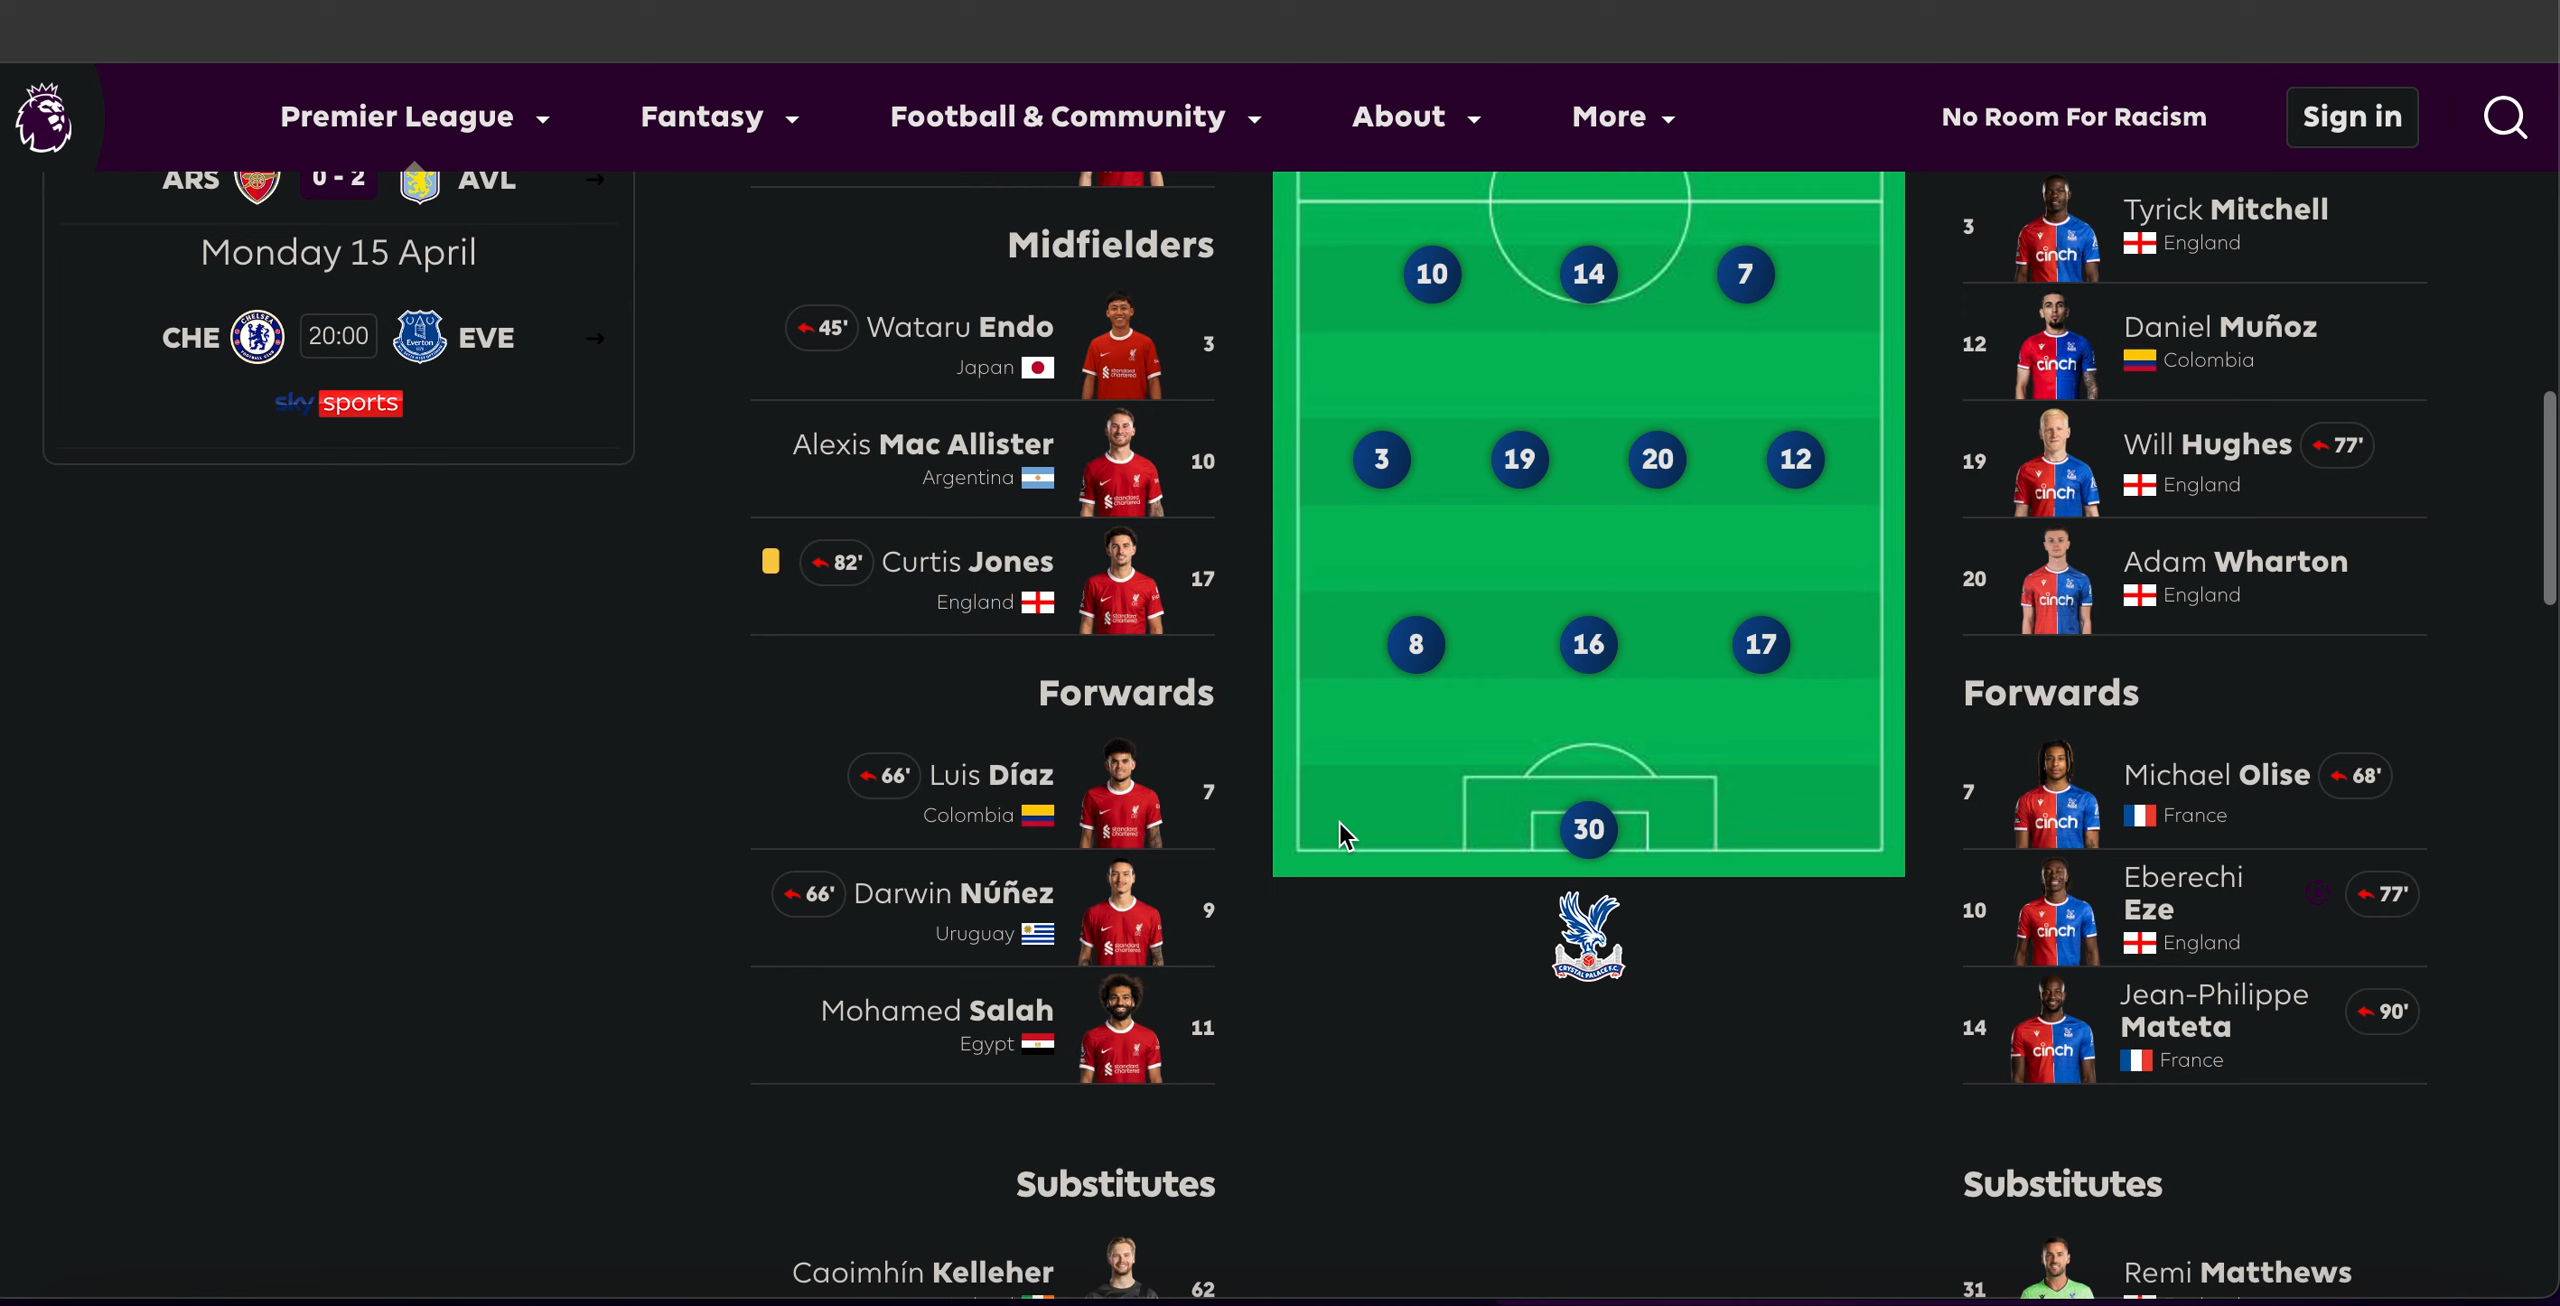 Premier League
Fantasy
Football & Community
About
More
No Room For Racism
Sign in
ARS 0 - 2 AVL
Monday 15 April
CHE 20:00 EVE
sky sports
Midfielders
45' Wataru Endo 3
Japan
Alexis Mac Allister 10
Argentina
82' Curtis Jones 17
England
Forwards
66' Luis Díaz 7
Colombia
66' Darwin Núñez 9
Uruguay
Mohamed Salah 11
Egypt
Substitutes
Caoimhín Kelleher 62
10 14 7
3 19 20 12
8 16 17
30
CRYSTAL PALACE F.C.
3 Tyrick Mitchell
England
12 Daniel Muñoz
Colombia
19 Will Hughes 77'
England
20 Adam Wharton
England
Forwards
7 Michael Olise 68'
France
10 Eberechi
Eze 77'
England
14 Jean-Philippe
Mateta 90'
France
Substitutes
31 Remi Matthews